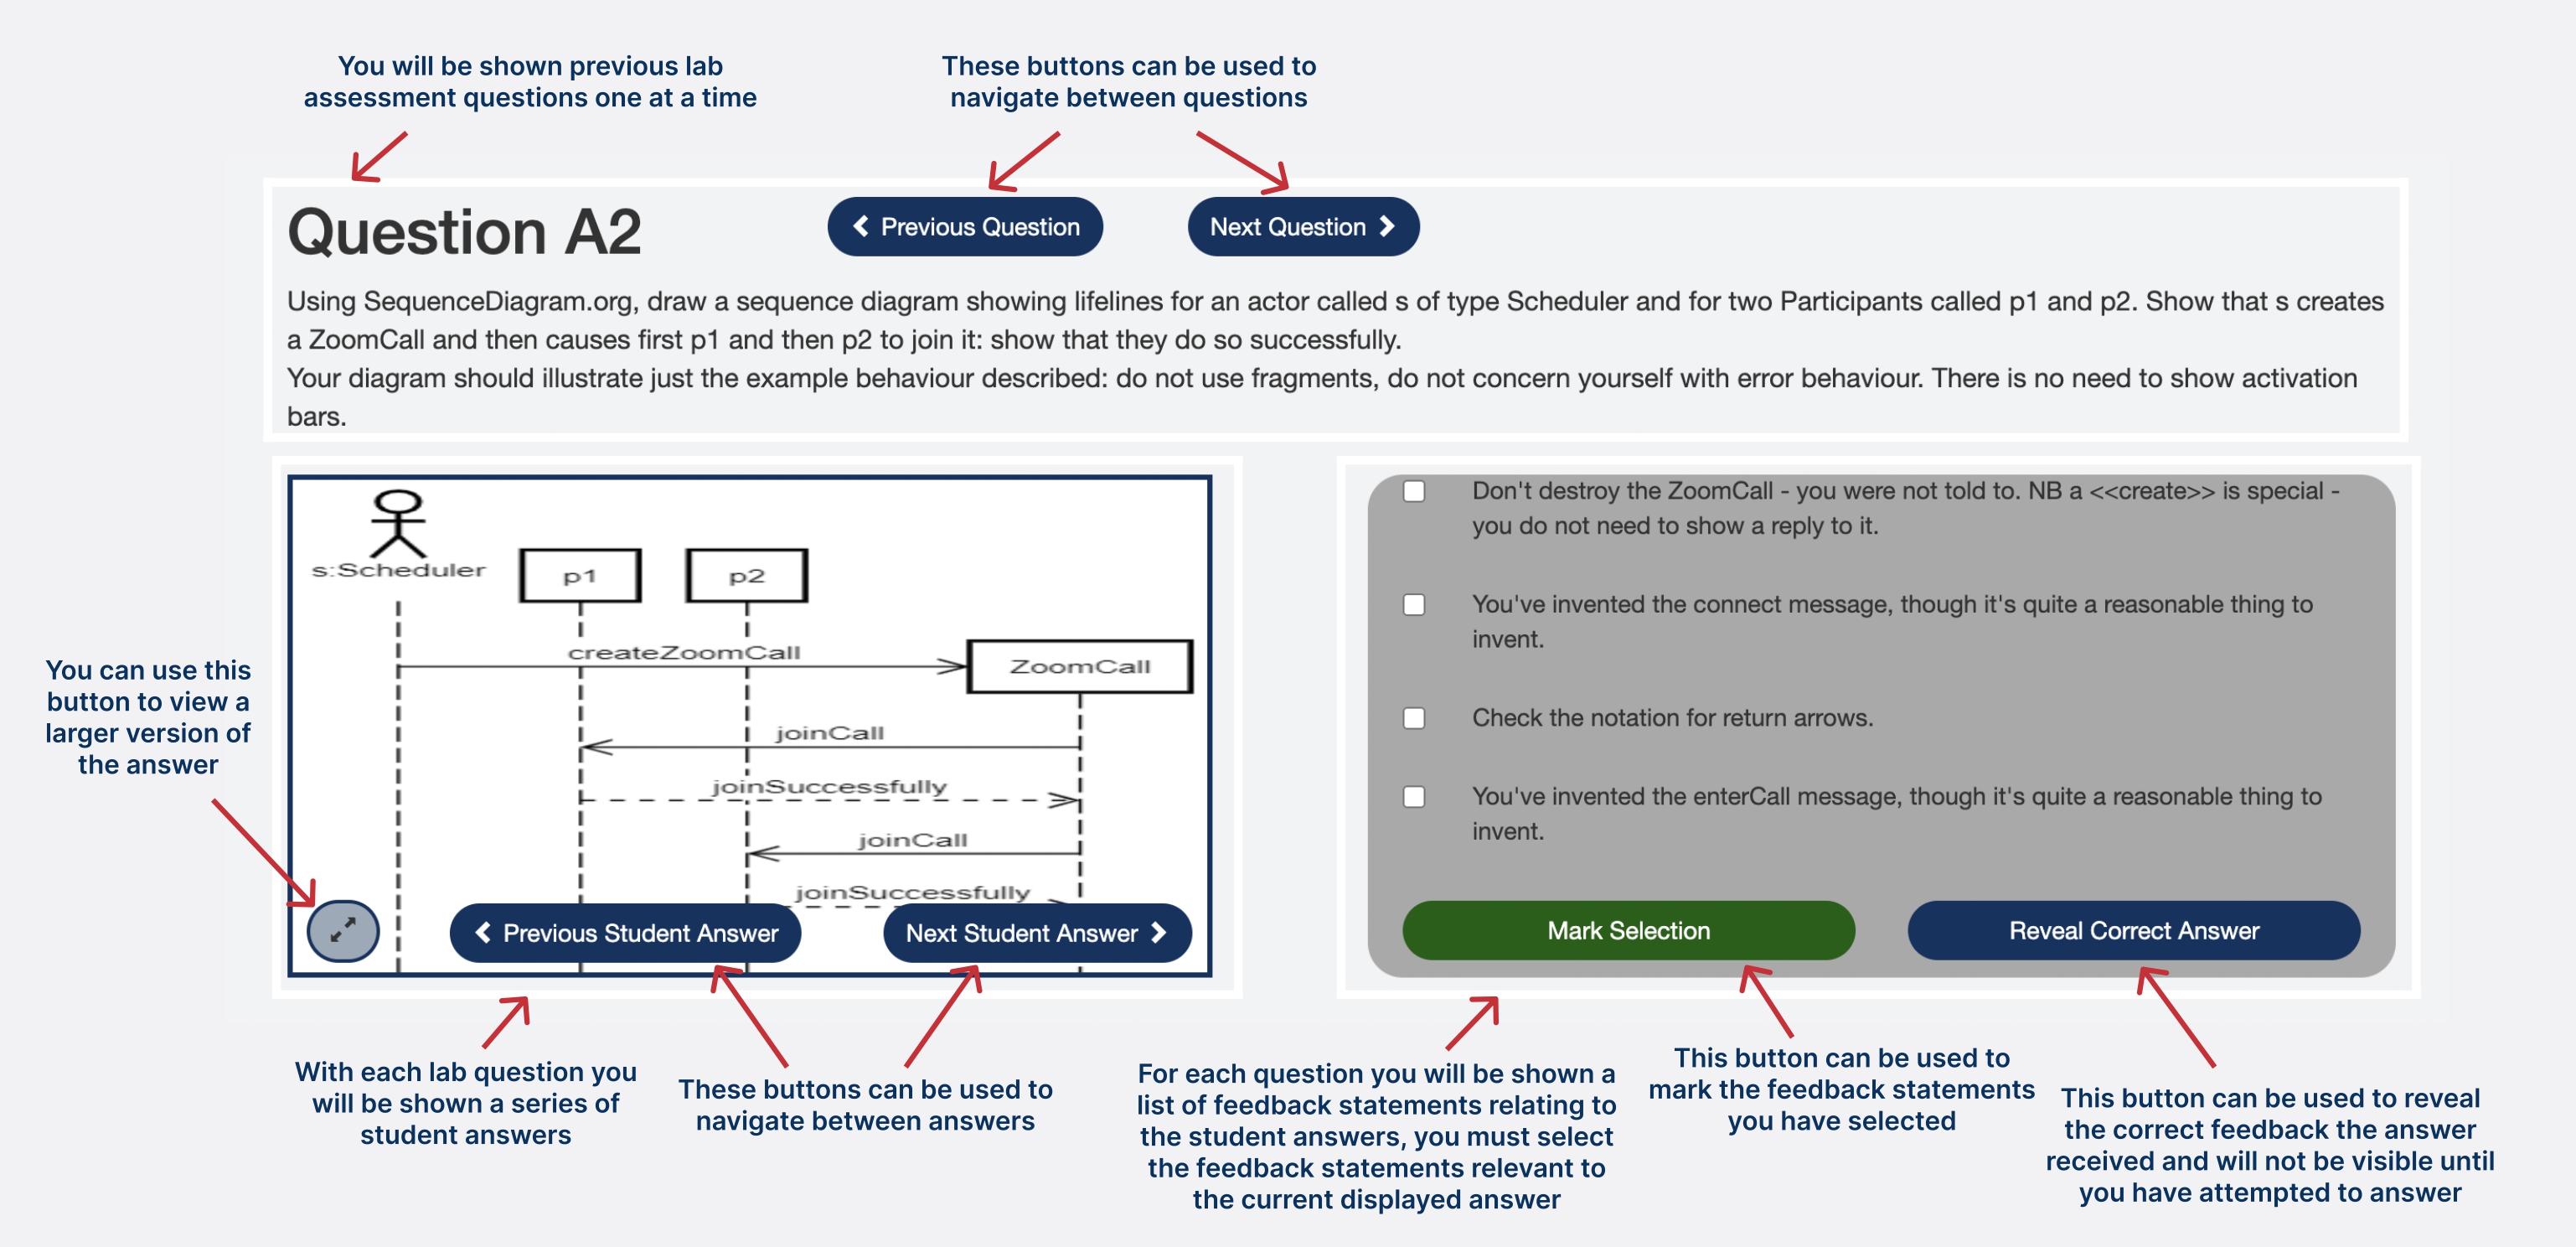 You will be shown previous lab
assessment questions one at a time
These buttons can be used to
navigate between questions
Question A2
Previous Question
Next Question
Using SequenceDiagram.org, draw a sequence diagram showing lifelines for an actor called s of type Scheduler and for two Participants called p1 and p2. Show that s creates
a ZoomCall and then causes first p1 and then p2 to join it: show that they do so successfully.
Your diagram should illustrate just the example behaviour described: do not use fragments, do not concern yourself with error behaviour. There is no need to show activation
bars.
You can use this
button to view a
larger version of
the answer
s:Scheduler
p1
p2
createZoomCall
ZoomCall
joinCall
joinSuccessfully
joinCall
joinSuccessfully
Previous Student Answer
Next Student Answer
Don't destroy the ZoomCall - you were not told to. NB a <<create>> is special -
you do not need to show a reply to it.
You've invented the connect message, though it's quite a reasonable thing to
invent.
Check the notation for return arrows.
You've invented the enterCall message, though it's quite a reasonable thing to
invent.
Mark Selection
Reveal Correct Answer
With each lab question you
will be shown a series of
student answers
These buttons can be used to
navigate between answers
For each question you will be shown a
list of feedback statements relating to
the student answers, you must select
the feedback statements relevant to
the current displayed answer
This button can be used to
mark the feedback statements
you have selected
This button can be used to reveal
the correct feedback the answer
received and will not be visible until
you have attempted to answer